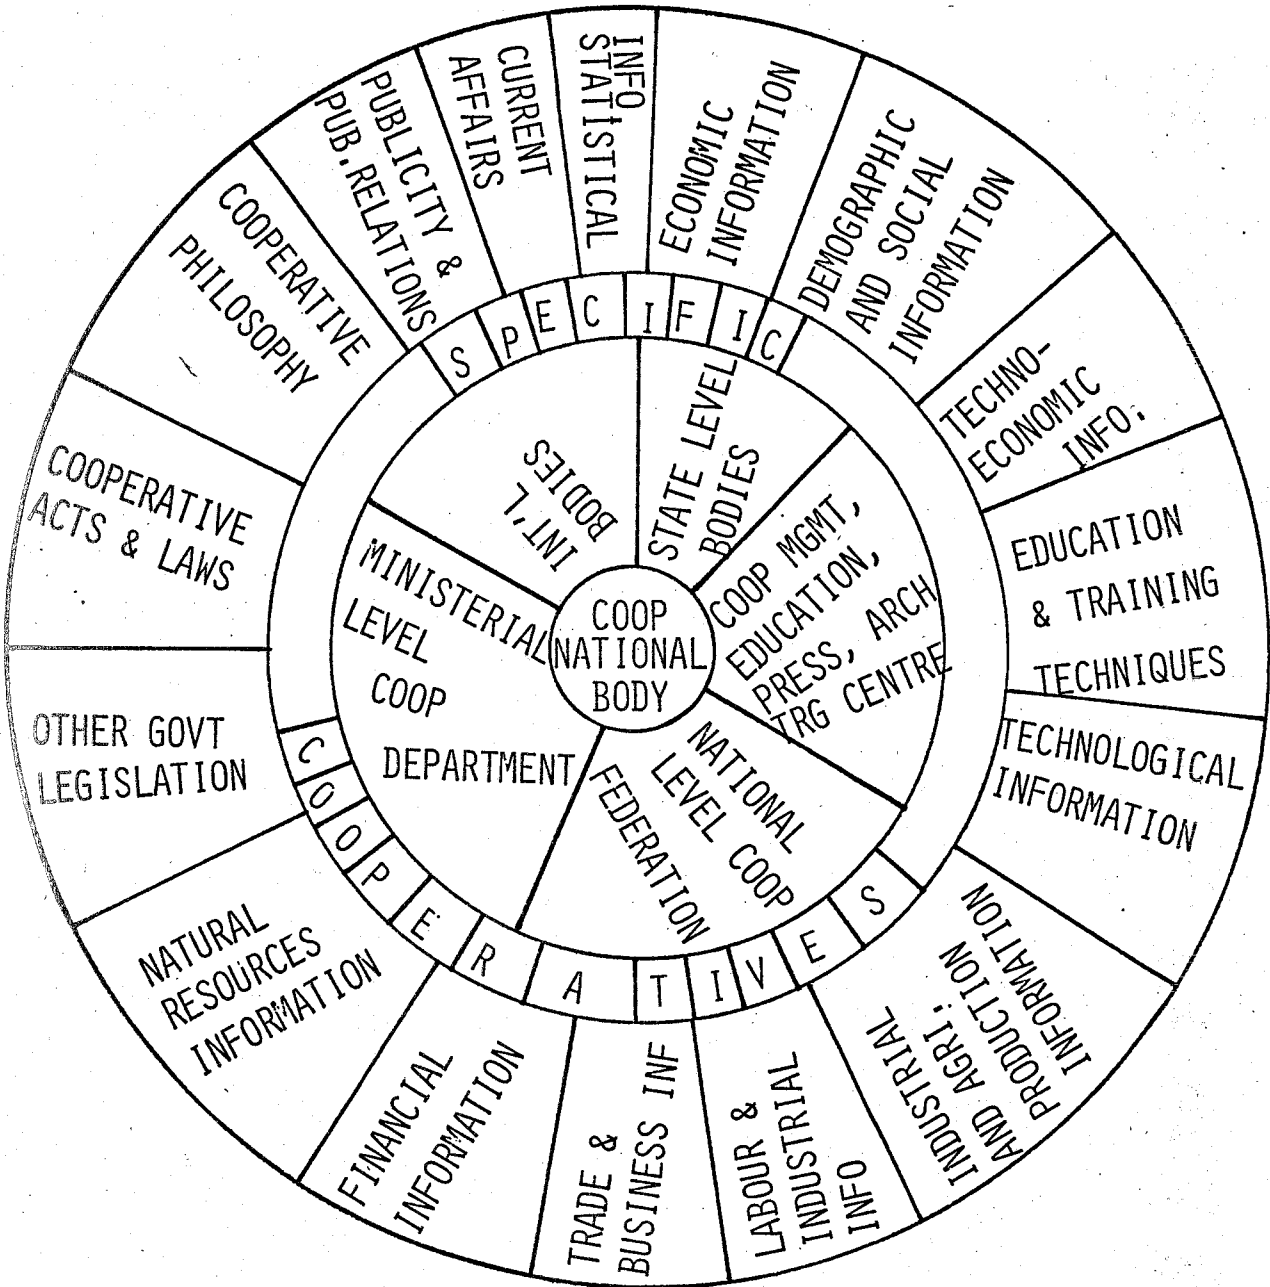 INFO.
STATISTICAL
ECONOMIC
INFORMATION
DEMOGRAPHIC
AND SOCIAL
INFORMATION
TECHNO-
ECONOMIC
INFO.
EDUCATION
& TRAINING
TECHNIQUES
TECHNOLOGICAL
INFORMATION
INDUSTRIAL
AND AGRI.
PRODUCTION
INFORMATION
LABOUR &
INDUSTRIAL
INFO
TRADE &
BUSINESS INF
FINANCIAL
INFORMATION
NATURAL
RESOURCES
INFORMATION
OTHER GOVT
LEGISLATION
COOPERATIVE
ACTS & LAWS
COOPERATIVE
PHILOSOPHY
PUBLICITY &
PUB.RELATIONS
CURRENT
AFFAIRS
SPECIFIC
COOPERATIVES
INT'L
BODIES
STATE LEVEL
BODIES
COOP MGMT,
EDUCATION,
PRESS, ARCH
TRG CENTRE
NATIONAL
LEVEL COOP
FEDERATION
MINISTERIAL
LEVEL
COOP
DEPARTMENT
COOP
NATIONAL
BODY